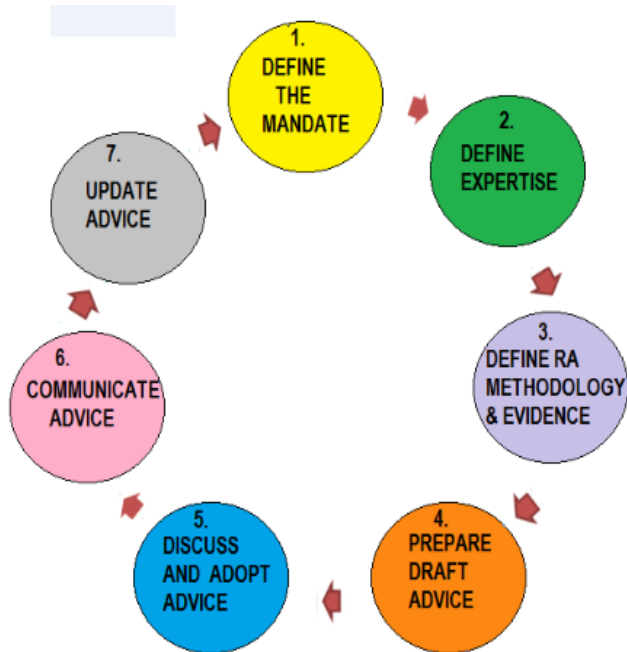 1.
DEFINE
THE
MANDATE
2.
DEFINE
EXPERTISE
3.
DEFINE RA
METHODOLOGY
& EVIDENCE
4.
PREPARE
DRAFT
ADVICE
5.
DISCUSS
AND ADOPT
ADVICE
6.
COMMUNICATE
ADVICE
7.
UPDATE
ADVICE